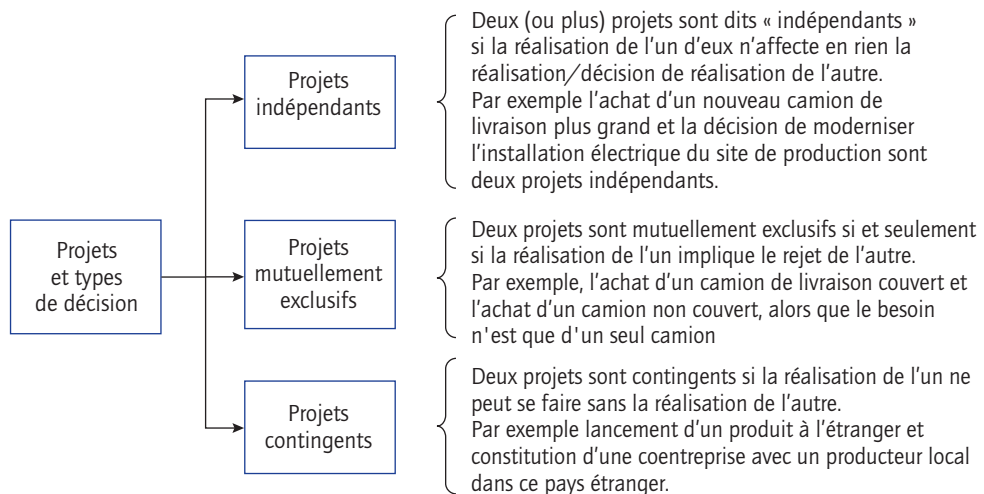 Projets
et types
de décision
Projets
indépendants
Deux (ou plus) projets sont dits « indépendants »
si la réalisation de l’un d’eux n’affecte en rien la
réalisation/décision de réalisation de l’autre.
Par exemple l’achat d’un nouveau camion de
livraison plus grand et la décision de moderniser
l’installation électrique du site de production sont
deux projets indépendants.
Projets
mutuellement
exclusifs
Deux projets sont mutuellement exclusifs si et seulement
si la réalisation de l’un implique le rejet de l’autre.
Par exemple, l’achat d’un camion de livraison couvert et
l’achat d’un camion non couvert, alors que le besoin
n'est que d'un seul camion
Projets
contingents
Deux projets sont contingents si la réalisation de l’un ne
peut se faire sans la réalisation de l’autre.
Par exemple lancement d’un produit à l’étranger et
constitution d’une coentreprise avec un producteur local
dans ce pays étranger.